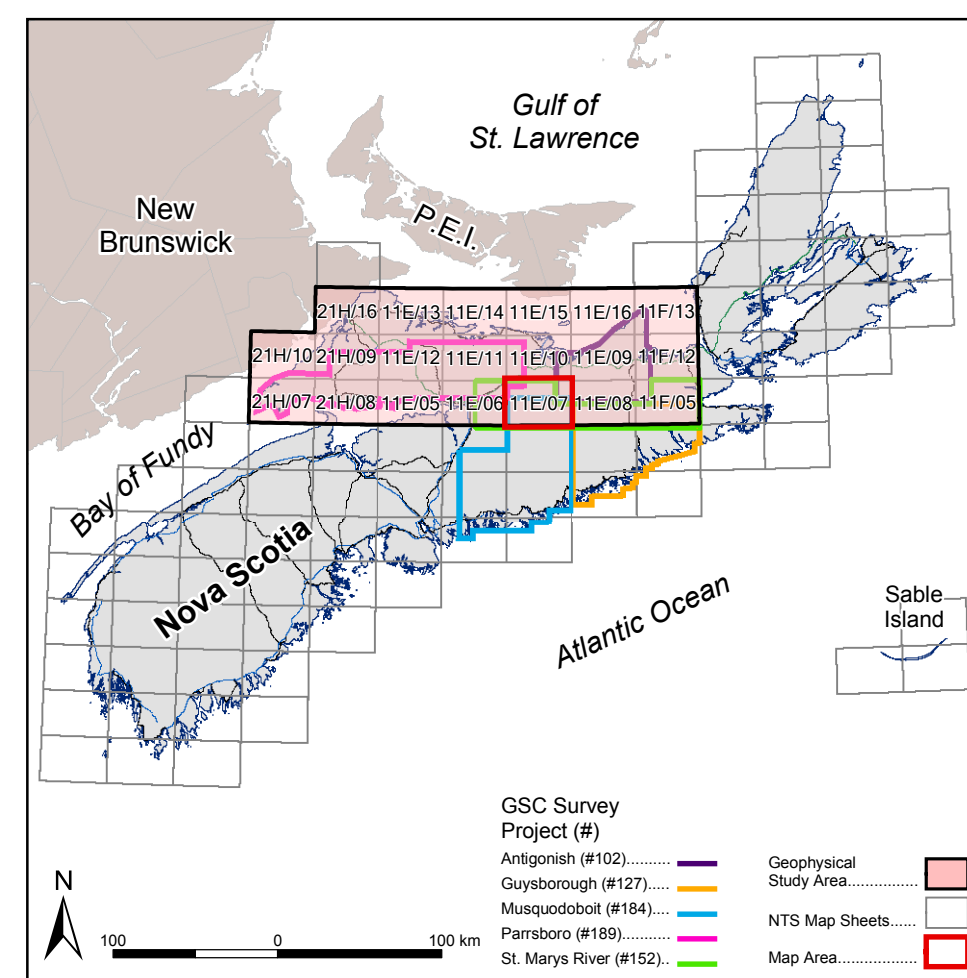 Gulf of
St. Lawrence
New
Brunswick
P.E.I.
21H/16 11E/13 11E/14 11E/15 11E/16 11F/13
21H/10 21H/09 11E/12 11E/11 11E/10 11E/09 11F/12
21H/07 21H/08 11E/05 11E/06 11E/07 11E/08 11F/05
Bay of Fundy
Nova Scotia
Atlantic Ocean
Sable
Island
GSC Survey
Project (#)
Antigonish (#102)..........
Guysborough (#127).....
Musquodoboit (#184)....
Parrsboro (#189)...........
St. Marys River (#152)..
Geophysical
Study Area................
NTS Map Sheets......
Map Area..................
N
100 0 100 km